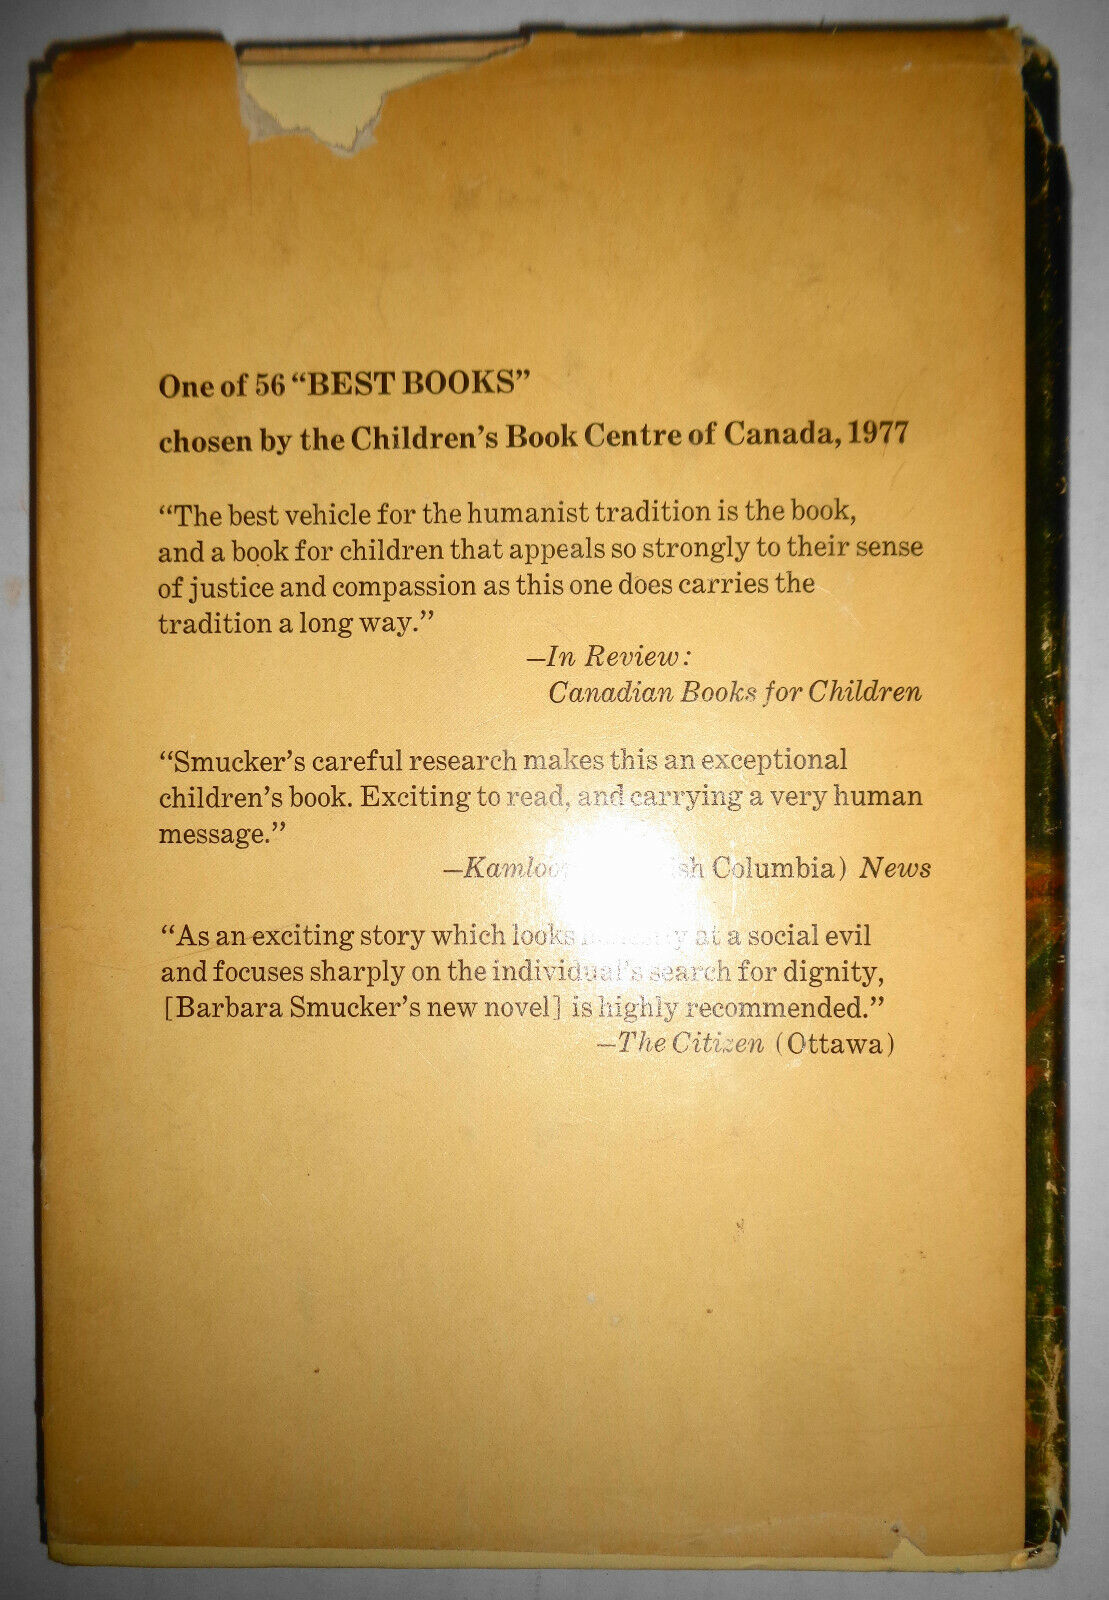 One of 56 “BEST BOOKS”
chosen by the Children’s Book Centre of Canada, 1977
“The best vehicle for the humanist tradition is the book,
and a book for children that appeals so strongly to their sense
of justice and compassion as this one does carries the
tradition a long way.”
—In Review:
Canadian Books for Children
“Smucker’s careful research makes this an exceptional
children’s book. Exciting to read, and carrying a very human
message.”
— Columbia) News
“As an exciting story which looks at a social evil
and focuses sharply on the individual’s search for dignity,
[Barbara Smucker’s new novel] is highly recommended.”
—The Citizen (Ottawa)